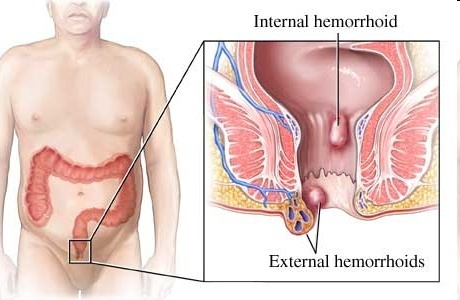 Internal hemorrhoid
External hemorrhoids